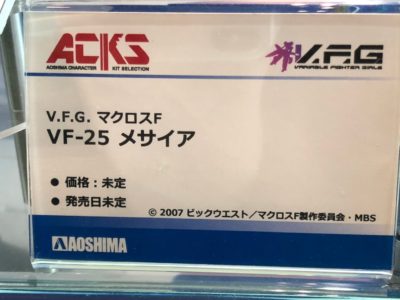 ACKS
AOSHIMA CHARACTER KIT SELECTION
V.F.G
VARIABLE FIGHTER GIRLS
V.F.G. マクロスF
VF-25 メサイア
● 価格：未定
● 発売日未定
© 2007 ビックウエスト／マクロスF製作委員会・MBS
AOSHIMA